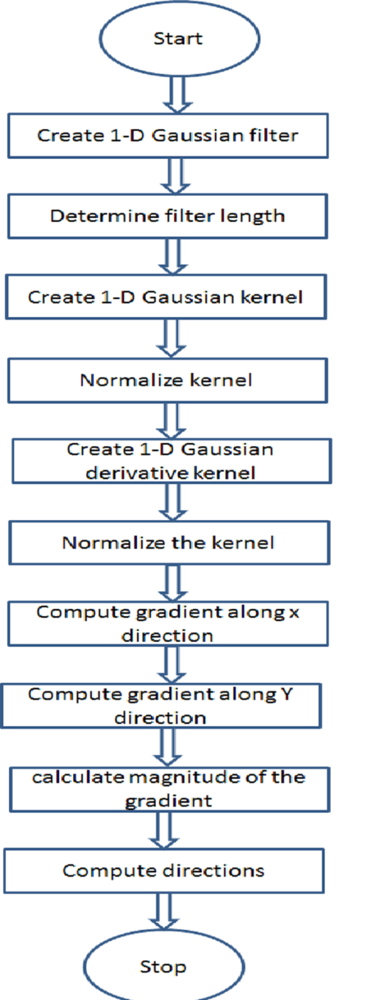 Start
Create 1-D Gaussian filter
Determine filter length
Create 1-D Gaussian kernel
Normalize kernel
Create 1-D Gaussian
derivative kernel
Normalize the kernel
Compute gradient along x
direction
Compute gradient along Y
direction
calculate magnitude of the
gradient
Compute directions
Stop